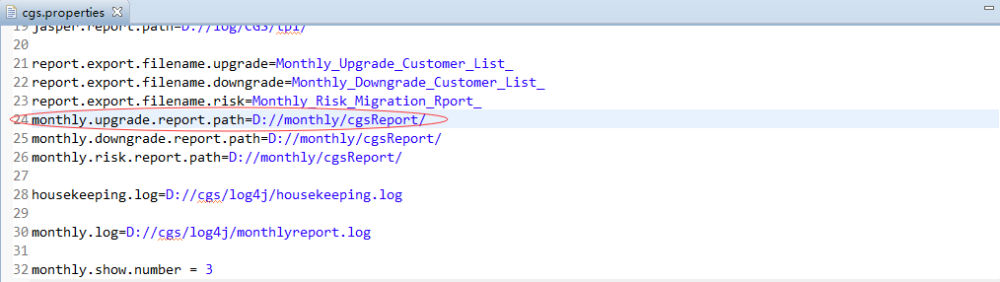 cgs.properties
19 jasper.report.path=D://log/CGS/tpl/
20
21 report.export.filename.upgrade=Monthly_Upgrade_Customer_List_
22 report.export.filename.downgrade=Monthly_Downgrade_Customer_List_
23 report.export.filename.risk=Monthly_Risk_Migration_Rport_
24 monthly.upgrade.report.path=D://monthly/cgsReport/
25 monthly.downgrade.report.path=D://monthly/cgsReport/
26 monthly.risk.report.path=D://monthly/cgsReport/
27
28 housekeeping.log=D://cgs/log4j/housekeeping.log
29
30 monthly.log=D://cgs/log4j/monthlyreport.log
31
32 monthly.show.number = 3